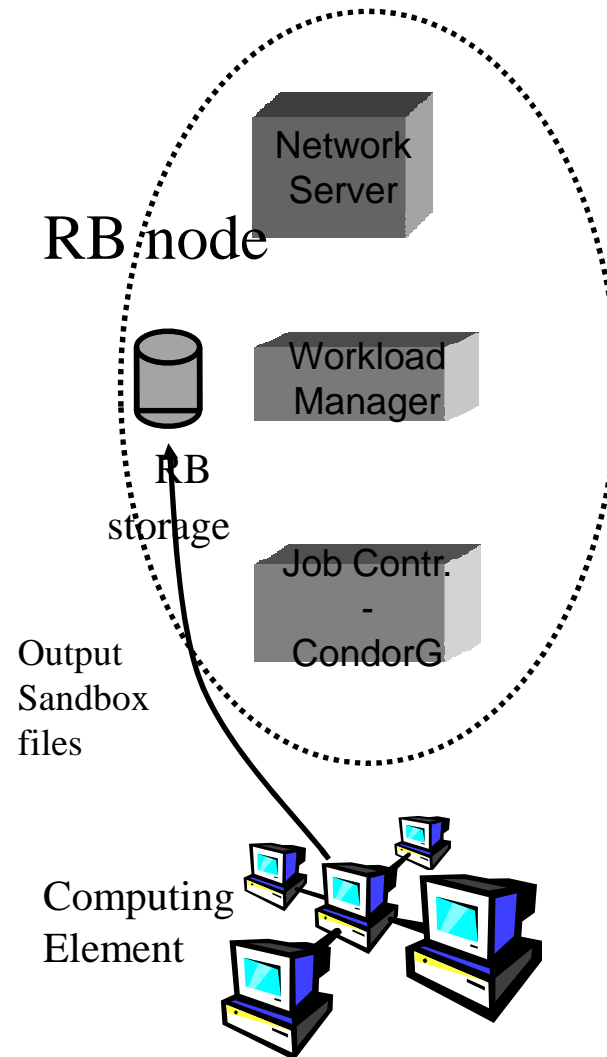 Network
Server
RB node
Workload
Manager
RB
storage
Job Contr.
-
CondorG
Output
Sandbox
files
Computing
Element